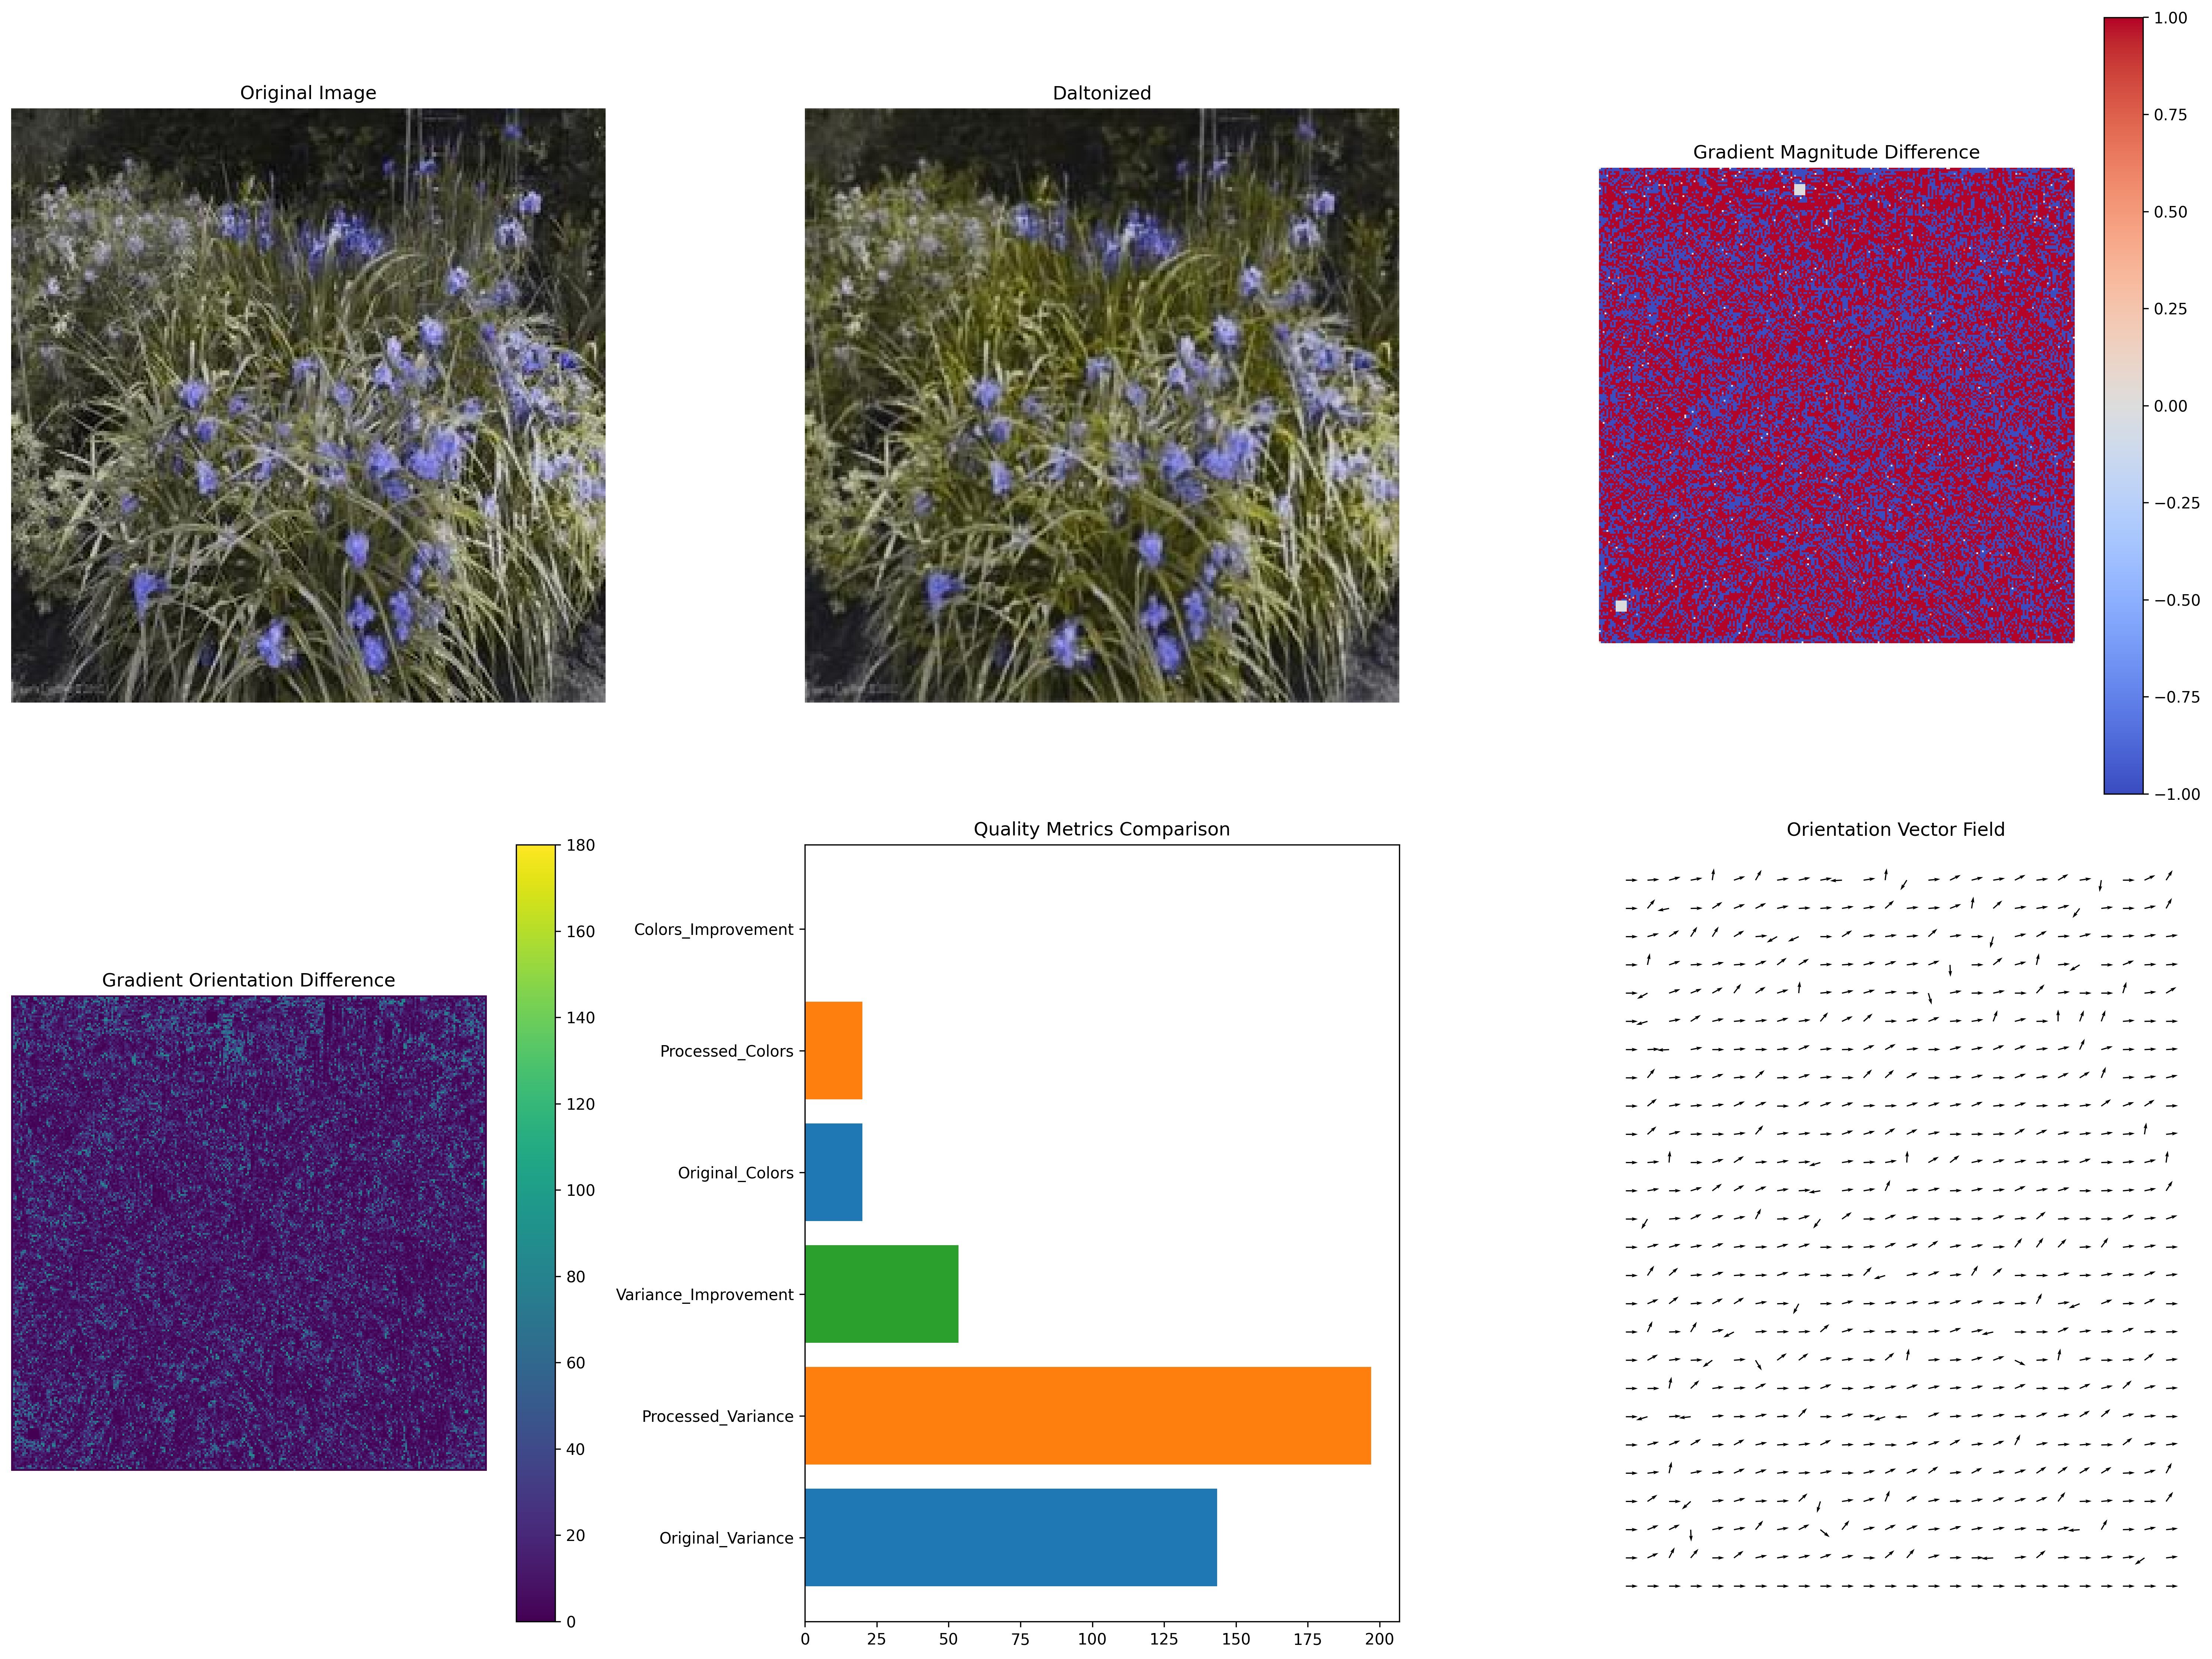 Original Image
Daltonized
Gradient Magnitude Difference
1.00
0.75
0.50
0.25
0.00
−0.25
−0.50
−0.75
−1.00
Gradient Orientation Difference
180
160
140
120
100
80
60
40
20
0
Quality Metrics Comparison
Colors_Improvement
Processed_Colors
Original_Colors
Variance_Improvement
Processed_Variance
Original_Variance
0 25 50 75 100 125 150 175 200
Orientation Vector Field